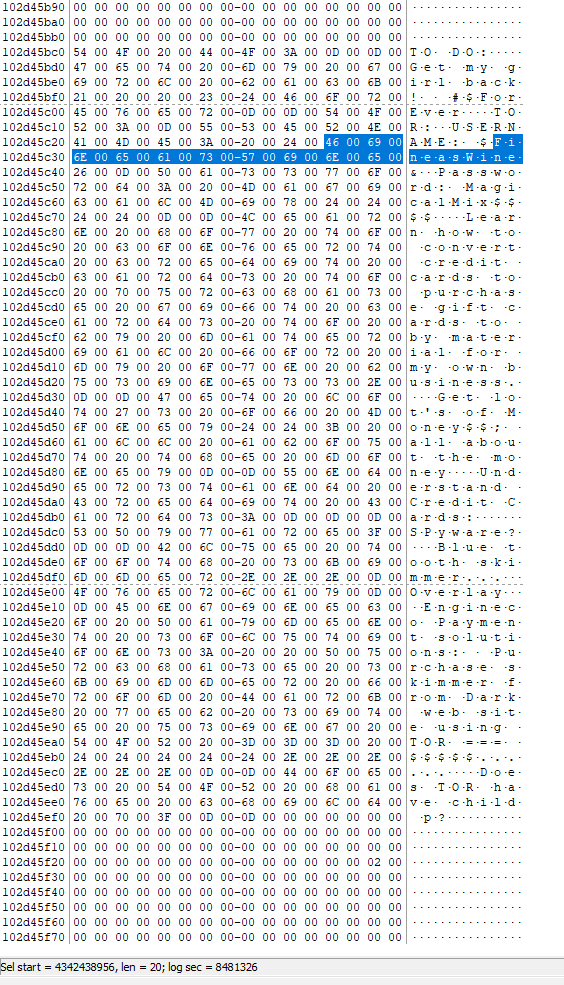 102d45b90 00 00 00 00 00 00 00 00-00 00 00 00 00 00 00 00 ················
102d45ba0 00 00 00 00 00 00 00 00-00 00 00 00 00 00 00 00 ················
102d45bb0 00 00 00 00 00 00 00 00-00 00 00 00 00 00 00 00 ················
102d45bc0 54 00 4F 00 20 00 44 00-4F 00 3A 00 0D 00 0D 00 T·O· ·D·O·:·····
102d45bd0 47 00 65 00 74 00 20 00-6D 00 79 00 20 00 67 00 G·e·t· ·m·y· ·g·
102d45be0 69 00 72 00 6C 00 20 00-62 00 61 00 63 00 6B 00 i·r·l· ·b·a·c·k·
102d45bf0 21 00 20 00 20 00 23 00-24 00 46 00 6F 00 72 00 !· · ·#·$·F·o·r·
102d45c00 45 00 76 00 65 00 72 00-0D 00 0D 00 54 00 4F 00 E·v·e·r·····T·O·
102d45c10 52 00 3A 00 0D 00 55 00-53 00 45 00 52 00 4E 00 R·:···U·S·E·R·N·
102d45c20 41 00 4D 00 45 00 3A 00-20 00 24 00 46 00 69 00 A·M·E·:· ·$·F·i·
102d45c30 6E 00 65 00 61 00 73 00-57 00 69 00 6E 00 65 00 n·e·a·s·W·i·n·e·
102d45c40 26 00 0D 00 50 00 61 00-73 00 73 00 77 00 6F 00 &···P·a·s·s·w·o·
102d45c50 72 00 64 00 3A 00 20 00-4D 00 61 00 67 00 69 00 r·d·:· ·M·a·g·i·
102d45c60 63 00 61 00 6C 00 4D 00-69 00 78 00 24 00 24 00 c·a·l·M·i·x·$·$·
102d45c70 24 00 24 00 0D 00 0D 00-4C 00 65 00 61 00 72 00 $·$·····L·e·a·r·
102d45c80 6E 00 20 00 68 00 6F 00-77 00 20 00 74 00 6F 00 n· ·h·o·w· ·t·o·
102d45c90 20 00 63 00 6F 00 6E 00-76 00 65 00 72 00 74 00  ·c·o·n·v·e·r·t·
102d45ca0 20 00 63 00 72 00 65 00-64 00 69 00 74 00 20 00  ·c·r·e·d·i·t· ·
102d45cb0 63 00 61 00 72 00 64 00-73 00 20 00 74 00 6F 00 c·a·r·d·s· ·t·o·
102d45cc0 20 00 70 00 75 00 72 00-63 00 68 00 61 00 73 00  ·p·u·r·c·h·a·s·
102d45cd0 65 00 20 00 67 00 69 00-66 00 74 00 20 00 63 00 e· ·g·i·f·t· ·c·
102d45ce0 61 00 72 00 64 00 73 00-20 00 74 00 6F 00 20 00 a·r·d·s· ·t·o· ·
102d45cf0 62 00 79 00 20 00 6D 00-61 00 74 00 65 00 72 00 b·y· ·m·a·t·e·r·
102d45d00 69 00 61 00 6C 00 20 00-66 00 6F 00 72 00 20 00 i·a·l· ·f·o·r· ·
102d45d10 6D 00 79 00 20 00 6F 00-77 00 6E 00 20 00 62 00 m·y· ·o·w·n· ·b·
102d45d20 75 00 73 00 69 00 6E 00-65 00 73 00 73 00 2E 00 u·s·i·n·e·s·s·.·
102d45d30 0D 00 0D 00 47 00 65 00-74 00 20 00 6C 00 6F 00 ····G·e·t· ·l·o·
102d45d40 74 00 27 00 73 00 20 00-6F 00 66 00 20 00 4D 00 t·'·s· ·o·f· ·M·
102d45d50 6F 00 6E 00 65 00 79 00-24 00 24 00 3B 00 20 00 o·n·e·y·$·$·;· ·
102d45d60 61 00 6C 00 6C 00 20 00-61 00 62 00 6F 00 75 00 a·l·l· ·a·b·o·u·
102d45d70 74 00 20 00 74 00 68 00-65 00 20 00 6D 00 6F 00 t· ·t·h·e· ·m·o·
102d45d80 6E 00 65 00 79 00 0D 00-0D 00 55 00 6E 00 64 00 n·e·y·····U·n·d·
102d45d90 65 00 72 00 73 00 74 00-61 00 6E 00 64 00 20 00 e·r·s·t·a·n·d· ·
102d45da0 43 00 72 00 65 00 64 00-69 00 74 00 20 00 43 00 C·r·e·d·i·t· ·C·
102d45db0 61 00 72 00 64 00 73 00-3A 00 0D 00 0D 00 0D 00 a·r·d·s·:·······
102d45dc0 53 00 50 00 79 00 77 00-61 00 72 00 65 00 3F 00 S·P·y·w·a·r·e·?·
102d45dd0 0D 00 0D 00 42 00 6C 00-75 00 65 00 20 00 74 00 ····B·l·u·e· ·t·
102d45de0 6F 00 6F 00 74 00 68 00-20 00 73 00 6B 00 69 00 o·o·t·h· ·s·k·i·
102d45df0 6D 00 6D 00 65 00 72 00-2E 00 2E 00 2E 00 0D 00 m·m·e·r·.·.·.···
102d45e00 4F 00 76 00 65 00 72 00-6C 00 61 00 79 00 0D 00 O·v·e·r·l·a·y···
102d45e10 0D 00 45 00 6E 00 67 00-69 00 6E 00 65 00 63 00 ··E·n·g·i·n·e·c·
102d45e20 6F 00 20 00 50 00 61 00-79 00 6D 00 65 00 6E 00 o· ·P·a·y·m·e·n·
102d45e30 74 00 20 00 73 00 6F 00-6C 00 75 00 74 00 69 00 t· ·s·o·l·u·t·i·
102d45e40 6F 00 6E 00 73 00 3A 00-20 00 20 00 50 00 75 00 o·n·s·:· · ·P·u·
102d45e50 72 00 63 00 68 00 61 00-73 00 65 00 20 00 73 00 r·c·h·a·s·e· ·s·
102d45e60 6B 00 69 00 6D 00 6D 00-65 00 72 00 20 00 66 00 k·i·m·m·e·r· ·f·
102d45e70 72 00 6F 00 6D 00 20 00-44 00 61 00 72 00 6B 00 r·o·m· ·D·a·r·k·
102d45e80 20 00 77 00 65 00 62 00-20 00 73 00 69 00 74 00  ·w·e·b· ·s·i·t·
102d45e90 65 00 20 00 75 00 73 00-69 00 6E 00 67 00 20 00 e· ·u·s·i·n·g· ·
102d45ea0 54 00 4F 00 52 00 20 00-3D 00 3D 00 3D 00 20 00 T·O·R· ·=·=·=· ·
102d45eb0 24 00 24 00 24 00 24 00-24 00 2E 00 2E 00 2E 00 $·$·$·$·$·.·.·.·
102d45ec0 2E 00 2E 00 2E 00 0D 00-0D 00 44 00 6F 00 65 00 .·.·.·····D·o·e·
102d45ed0 73 00 20 00 54 00 4F 00-52 00 20 00 68 00 61 00 s· ·T·O·R· ·h·a·
102d45ee0 76 00 65 00 20 00 63 00-68 00 69 00 6C 00 64 00 v·e· ·c·h·i·l·d·
102d45ef0 20 00 70 00 3F 00 0D 00-0D 00 00 00 00 00 00 00  ·p·?············
102d45f00 00 00 00 00 00 00 00 00-00 00 00 00 00 00 00 00 ················
102d45f10 00 00 00 00 00 00 00 00-00 00 00 00 00 00 00 00 ················
102d45f20 00 00 00 00 00 00 00 00-00 00 00 00 00 00 02 00 ················
102d45f30 00 00 00 00 00 00 00 00-00 00 00 00 00 00 00 00 ················
102d45f40 00 00 00 00 00 00 00 00-00 00 00 00 00 00 00 00 ················
102d45f50 00 00 00 00 00 00 00 00-00 00 00 00 00 00 00 00 ················
102d45f60 00 00 00 00 00 00 00 00-00 00 00 00 00 00 00 00 ················
102d45f70 00 00 00 00 00 00 00 00-00 00 00 00 00 00 00 00 ················
Sel start = 4342438956, len = 20; log sec = 8481326